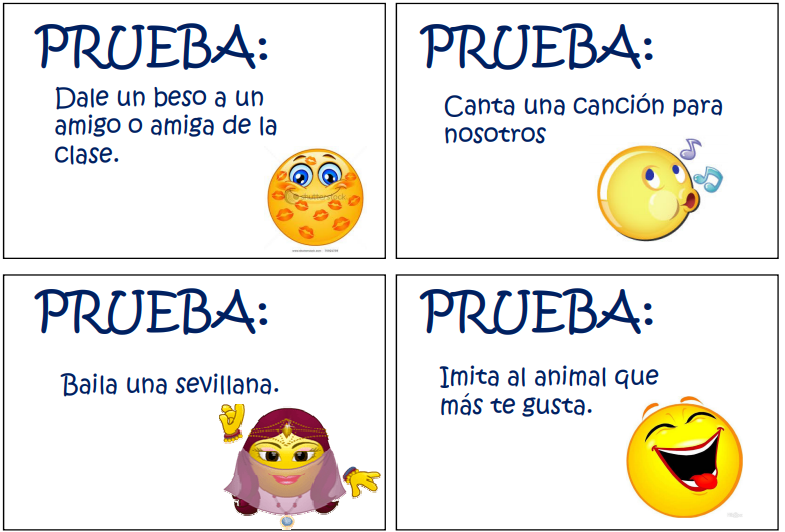 PRUEBA:
Dale un beso a un
amigo o amiga de la
clase.
shutterstock
PRUEBA:
Canta una canción para
nosotros
PRUEBA:
Baila una sevillana.
PRUEBA:
Imita al animal que
más te gusta.